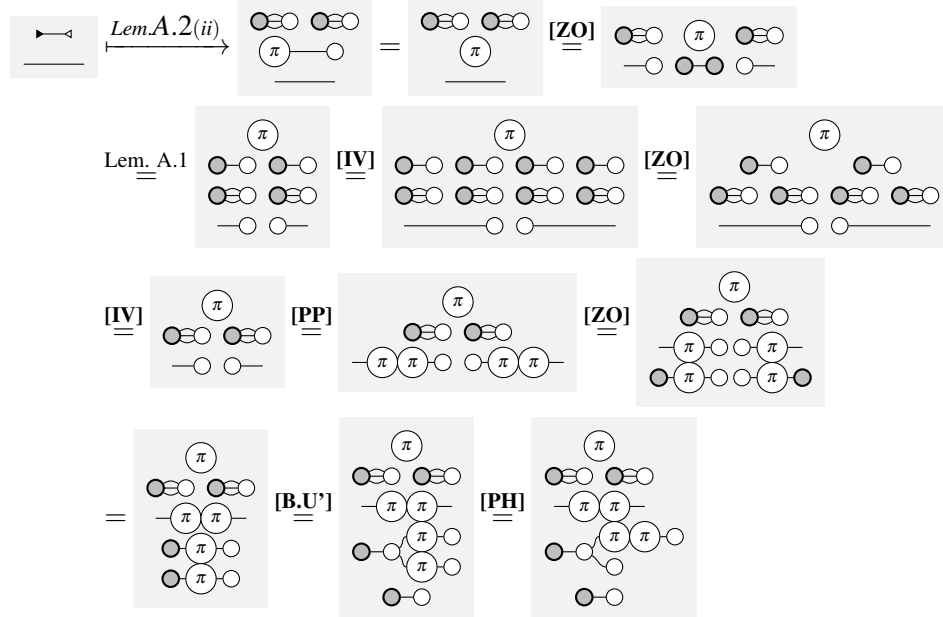 Lem.A.2(ii) π = π [ZO] = π
Lem. A.1 = π [IV] = π [ZO] = π
[IV] = π [PP] = π π π π π [ZO] = π π π π π
= π π π π π [B.U'] = π π π π π [PH] = π π π π π